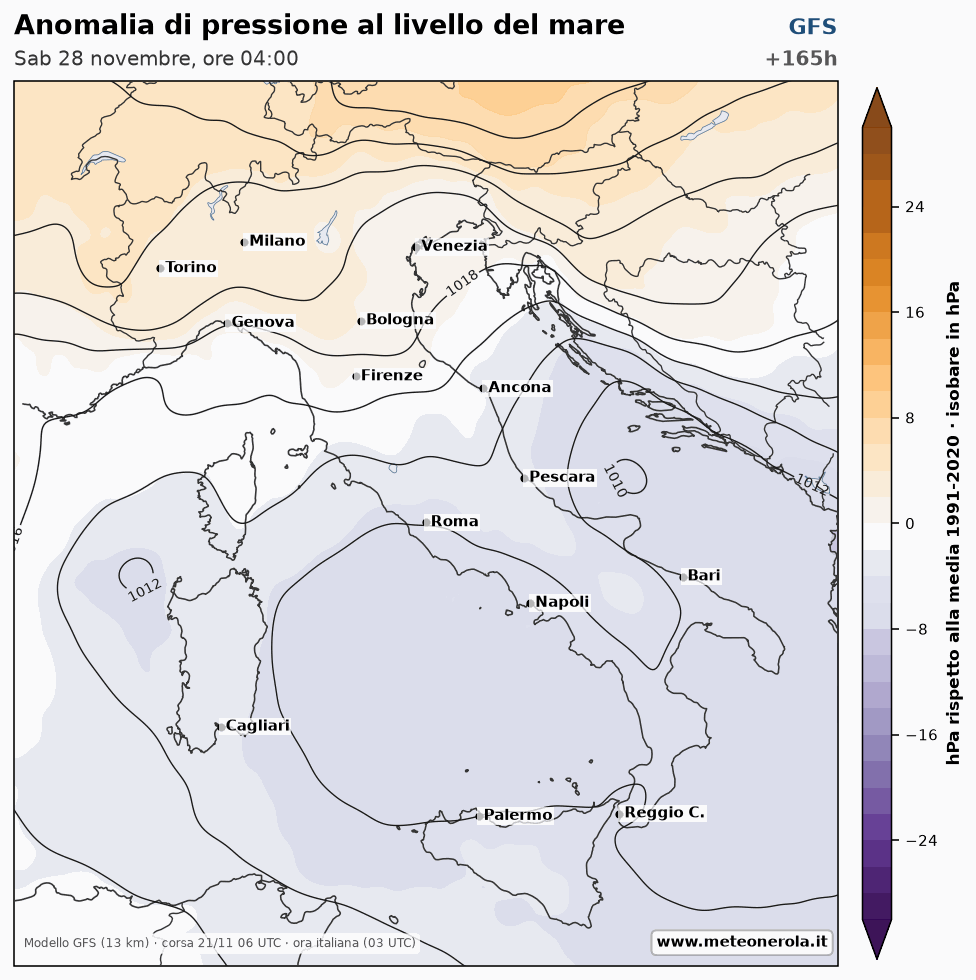 Anomalia di pressione al livello del mare
GFS
Sab 28 novembre, ore 04:00
+165h
Milano
Venezia
Torino
1018
Genova
Bologna
Firenze
Ancona
Pescara
1010
1012
Roma
Bari
1012
Napoli
Cagliari
Palermo
Reggio C.
24
16
8
0
−8
−16
−24
hPa rispetto alla media 1991-2020 · isobare in hPa
Modello GFS (13 km) · corsa 21/11 06 UTC · ora italiana (03 UTC)
www.meteonerola.it